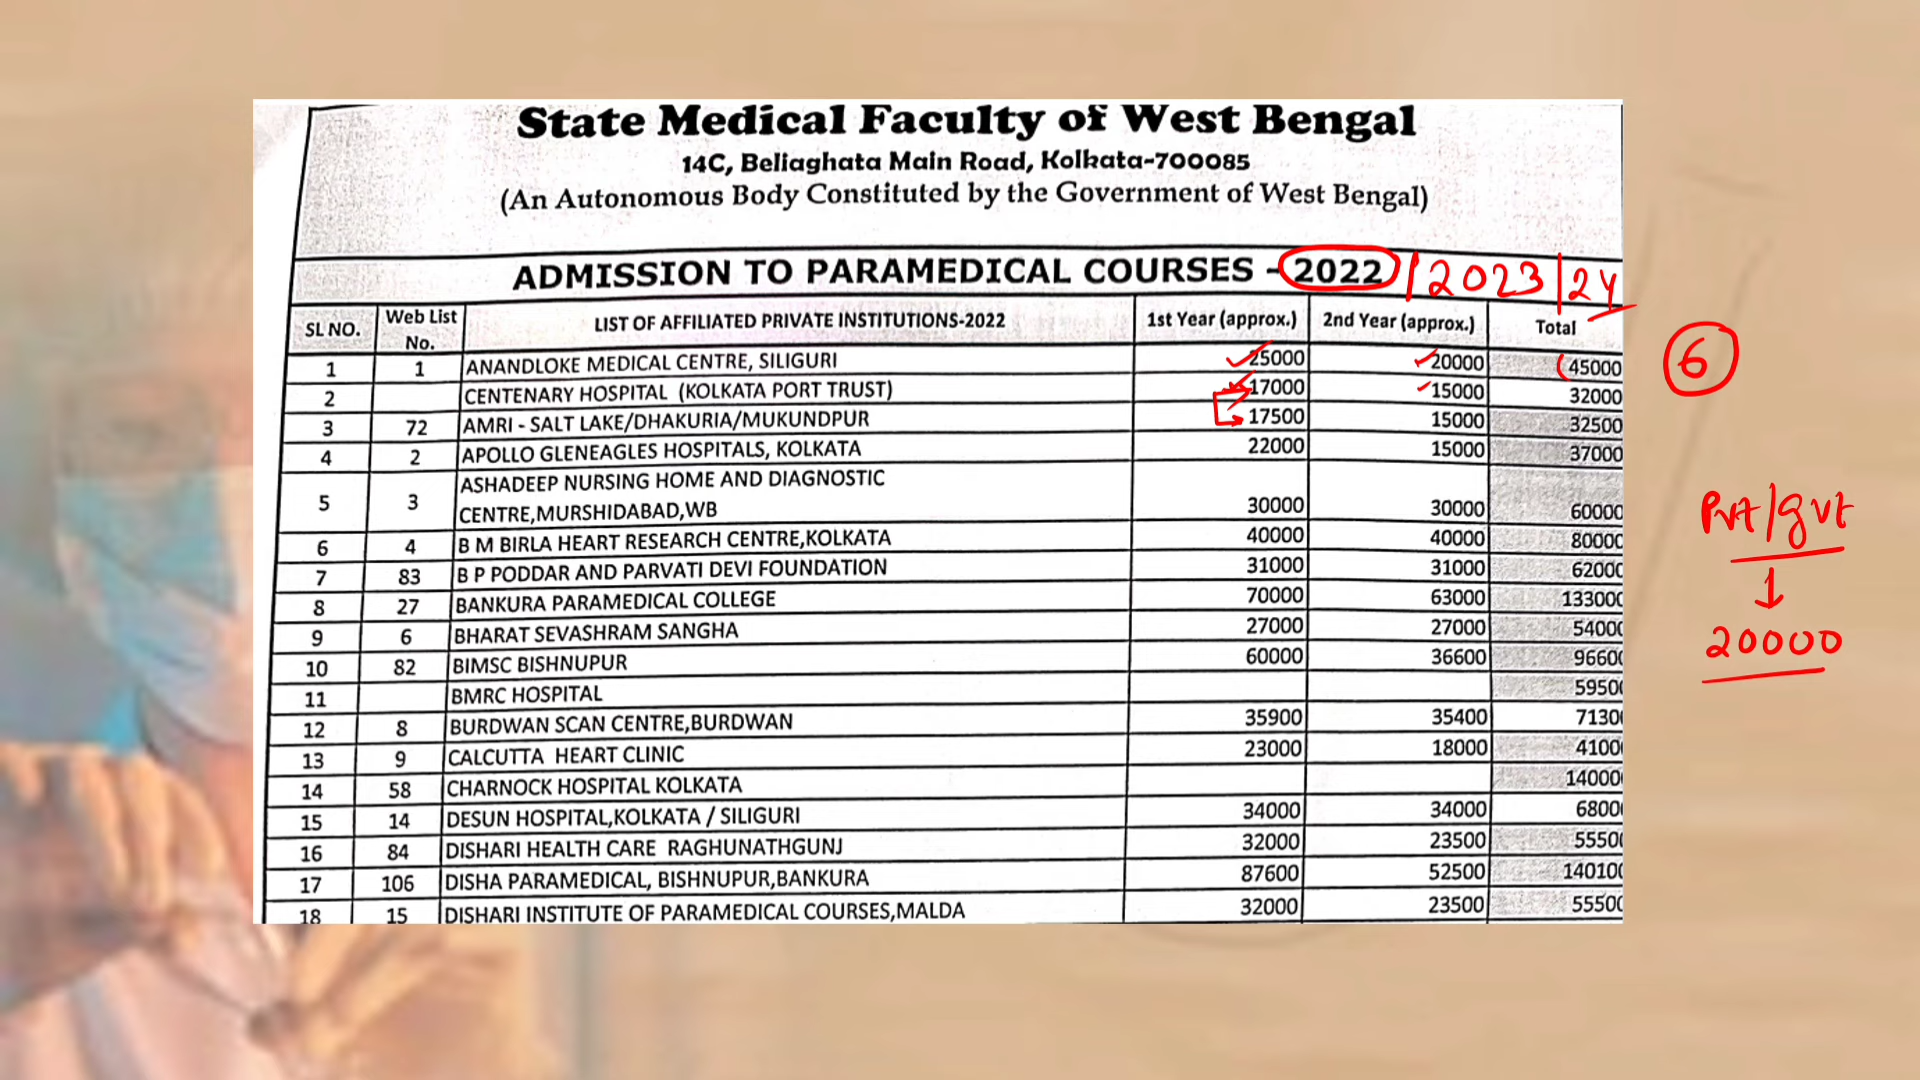 State Medical Faculty of West Bengal
14C, Beliaghata Main Road, Kolkata-700085
(An Autonomous Body Constituted by the Government of West Bengal)
ADMISSION TO PARAMEDICAL COURSES - 2022 / 2023 / 24
SL NO. Web List No. LIST OF AFFILIATED PRIVATE INSTITUTIONS-2022 1st Year (approx.) 2nd Year (approx.) Total
1 1 ANANDLOKE MEDICAL CENTRE, SILIGURI 25000 20000 45000
2 CENTENARY HOSPITAL (KOLKATA PORT TRUST) 17000 15000 32000
3 72 AMRI - SALT LAKE/DHAKURIA/MUKUNDPUR 17500 15000 32500
4 2 APOLLO GLENEAGLES HOSPITALS, KOLKATA 22000 15000 37000
5 3 ASHADEEP NURSING HOME AND DIAGNOSTIC
CENTRE,MURSHIDABAD,WB 30000 30000 60000
6 4 B M BIRLA HEART RESEARCH CENTRE,KOLKATA 40000 40000 80000
7 83 B P PODDAR AND PARVATI DEVI FOUNDATION 31000 31000 62000
8 27 BANKURA PARAMEDICAL COLLEGE 70000 63000 133000
9 6 BHARAT SEVASHRAM SANGHA 27000 27000 54000
10 82 BIMSC BISHNUPUR 60000 36600 96600
11 BMRC HOSPITAL 59500
12 8 BURDWAN SCAN CENTRE,BURDWAN 35900 35400 7130
13 9 CALCUTTA HEART CLINIC 23000 18000 4100
14 58 CHARNOCK HOSPITAL KOLKATA 14000
15 14 DESUN HOSPITAL,KOLKATA / SILIGURI 34000 34000 6800
16 84 DISHARI HEALTH CARE RAGHUNATHGUNJ 32000 23500 5550
17 106 DISHA PARAMEDICAL, BISHNUPUR,BANKURA 87600 52500 14010
18 15 DISHARI INSTITUTE OF PARAMEDICAL COURSES,MALDA 32000 23500 5550
6
Pvt/gvt
20000